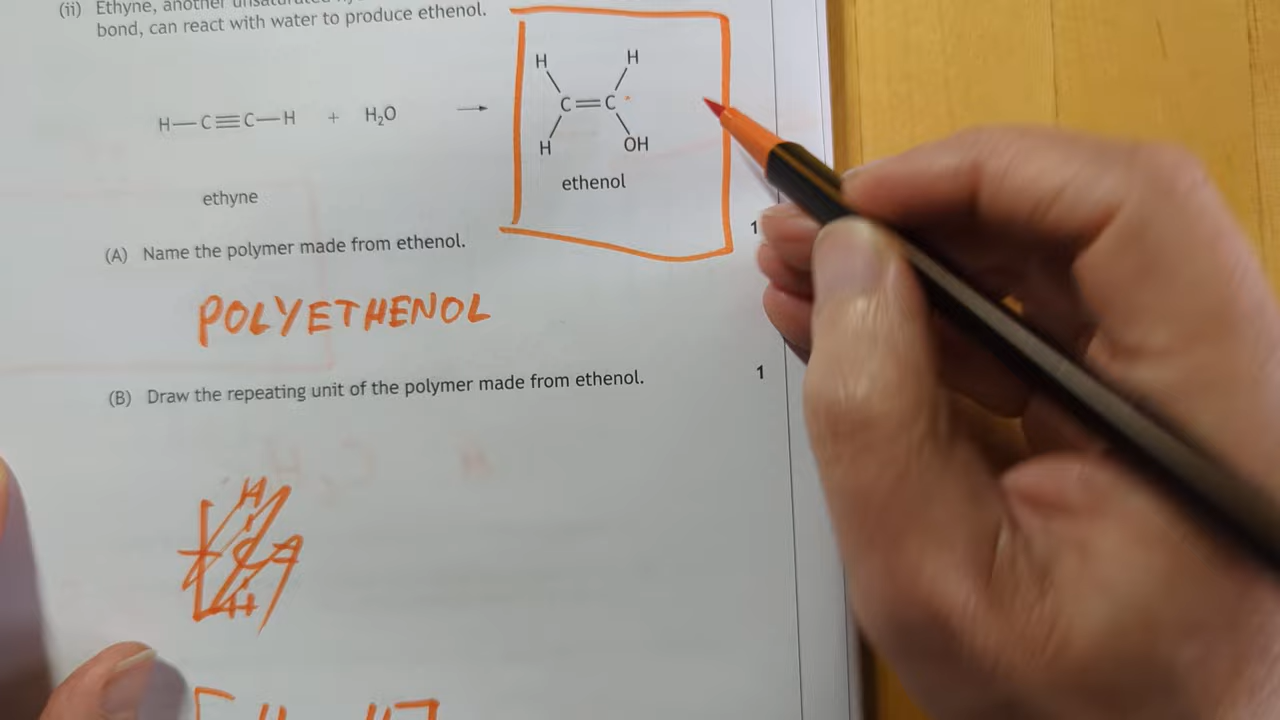 (ii) Ethyne, another unsaturated
bond, can react with water to produce ethenol.
H H
H—C≡C—H + H₂O → C=C
H OH
ethyne ethenol
1
(A) Name the polymer made from ethenol.
POLYETHENOL
1
(B) Draw the repeating unit of the polymer made from ethenol.
H
C
H
H H